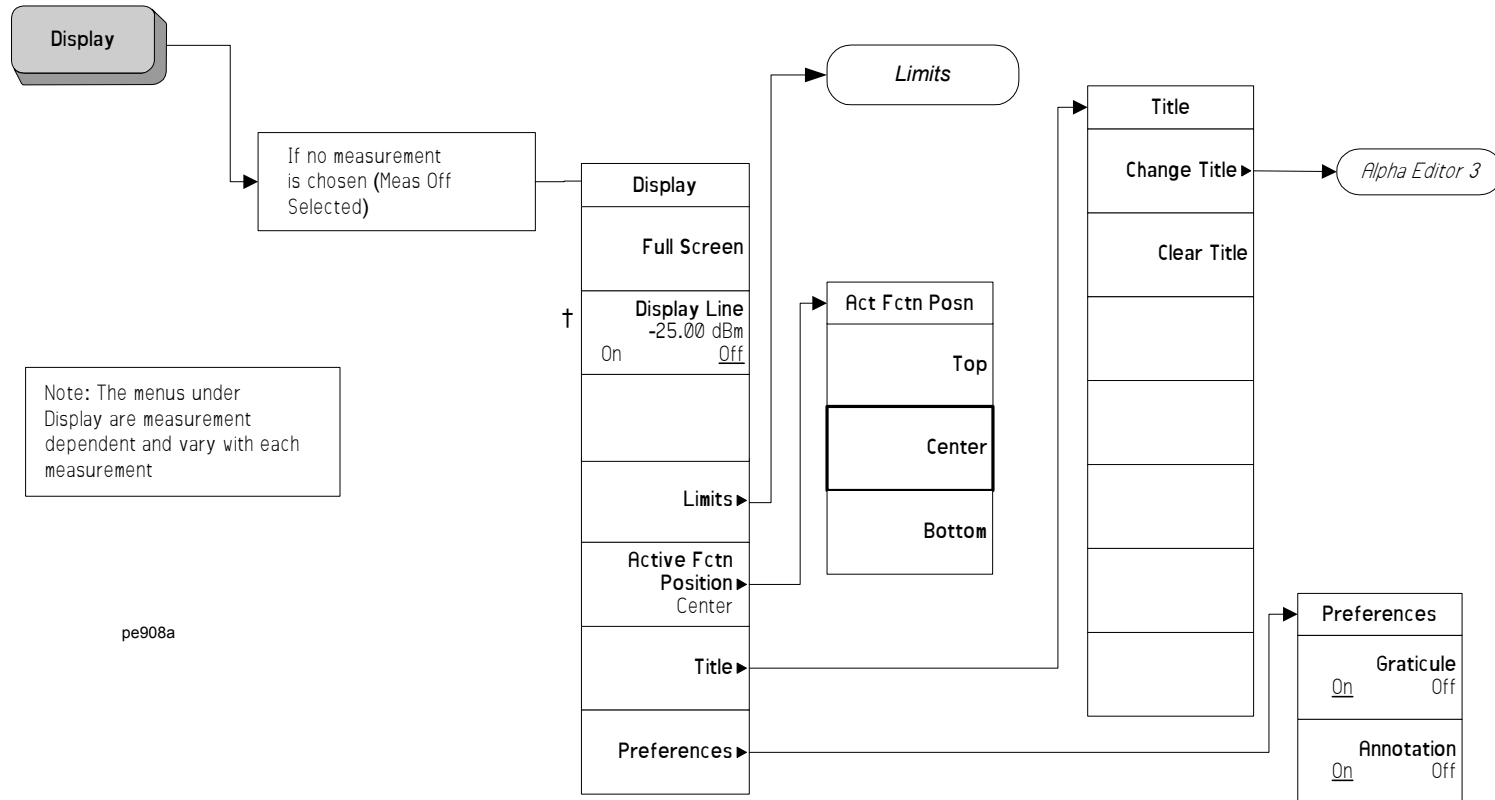 Display
If no measurement
is chosen (Meas Off
Selected)
Note: The menus under
Display are measurement
dependent and vary with each
measurement
pe908a
Display
Full Screen
†
Display Line
-25.00 dBm
On Off
Limits
Active Fctn
Position
Center
Title
Preferences
Limits
Act Fctn Posn
Top
Center
Bottom
Title
Change Title
Clear Title
Alpha Editor 3
Preferences
Graticule
On Off
Annotation
On Off